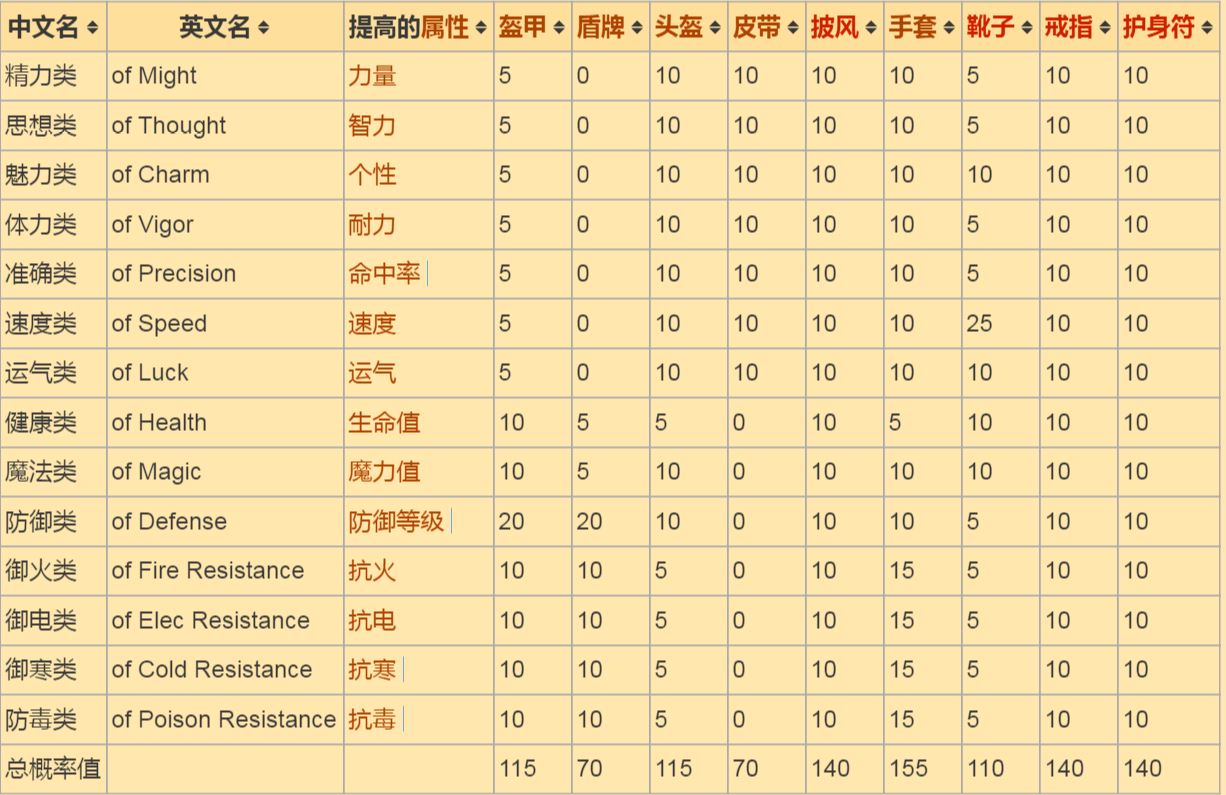 中文名 英文名 提高的属性 盔甲 盾牌 头盔 皮带 披风 手套 靴子 戒指 护身符
精力类 of Might 力量 5 0 10 10 10 10 5 10 10
思想类 of Thought 智力 5 0 10 10 10 10 5 10 10
魅力类 of Charm 个性 5 0 10 10 10 10 10 10 10
体力类 of Vigor 耐力 5 0 10 10 10 10 5 10 10
准确类 of Precision 命中率 5 0 10 10 10 10 5 10 10
速度类 of Speed 速度 5 0 10 10 10 10 25 10 10
运气类 of Luck 运气 5 0 10 10 10 10 10 10 10
健康类 of Health 生命值 10 5 5 0 10 5 10 10 10
魔法类 of Magic 魔力值 10 5 10 0 10 10 10 10 10
防御类 of Defense 防御等级 20 20 10 0 10 10 5 10 10
御火类 of Fire Resistance 抗火 10 10 5 0 10 15 5 10 10
御电类 of Elec Resistance 抗电 10 10 5 0 10 15 5 10 10
御寒类 of Cold Resistance 抗寒 10 10 5 0 10 15 5 10 10
防毒类 of Poison Resistance 抗毒 10 10 5 0 10 15 5 10 10
总概率值 115 70 115 70 140 155 110 140 140